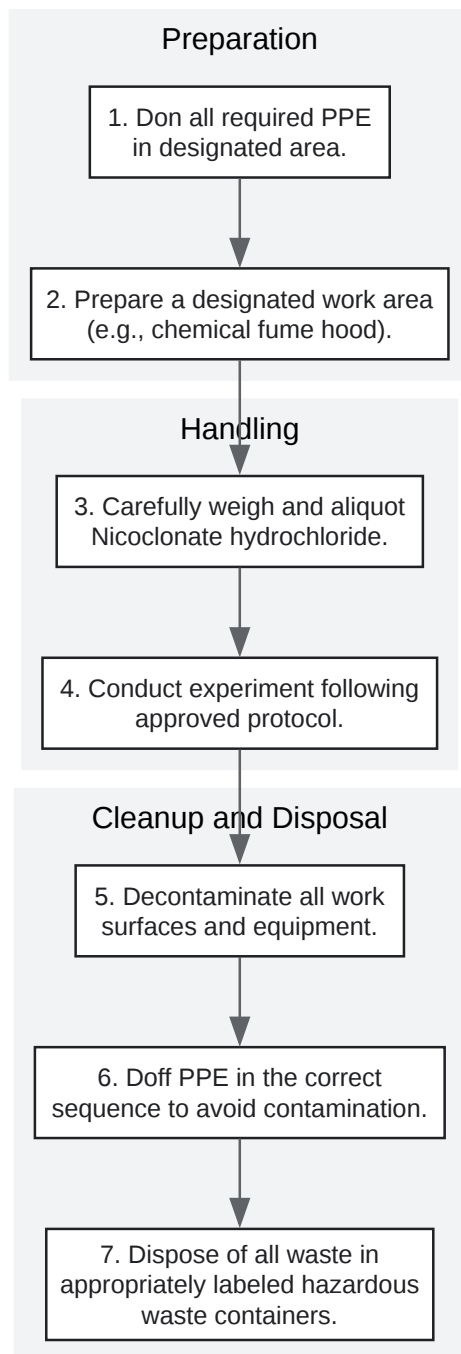 Preparation
1. Don all required PPE
in designated area.
2. Prepare a designated work area
(e.g., chemical fume hood).
Handling
3. Carefully weigh and aliquot
Nicoclonate hydrochloride.
4. Conduct experiment following
approved protocol.
Cleanup and Disposal
5. Decontaminate all work
surfaces and equipment.
6. Doff PPE in the correct
sequence to avoid contamination.
7. Dispose of all waste in
appropriately labeled hazardous
waste containers.